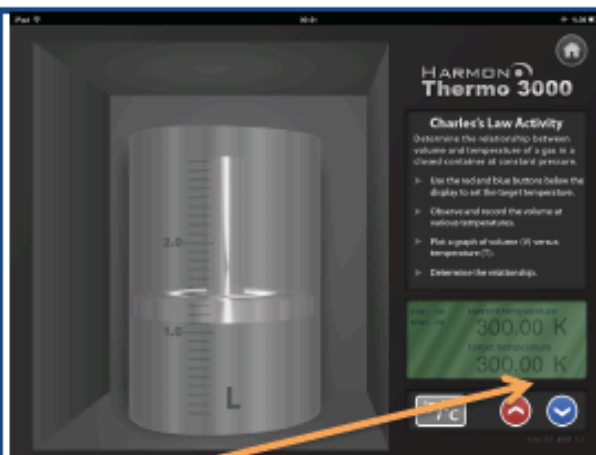 iPad
HARMON
Thermo 3000
Charles's Law Activity
Determine the relationship between
volume and temperature of a gas in a
closed container at constant pressure.
Use the red and blue buttons below the
display to set the target temperature.
Observe and record the volume at
various temperatures.
Plot a graph of volume (V) versus
temperature (T).
Determine the relationship.
2.0
1.0
L
current temperature
300.00 K
target temperature
300.00 K